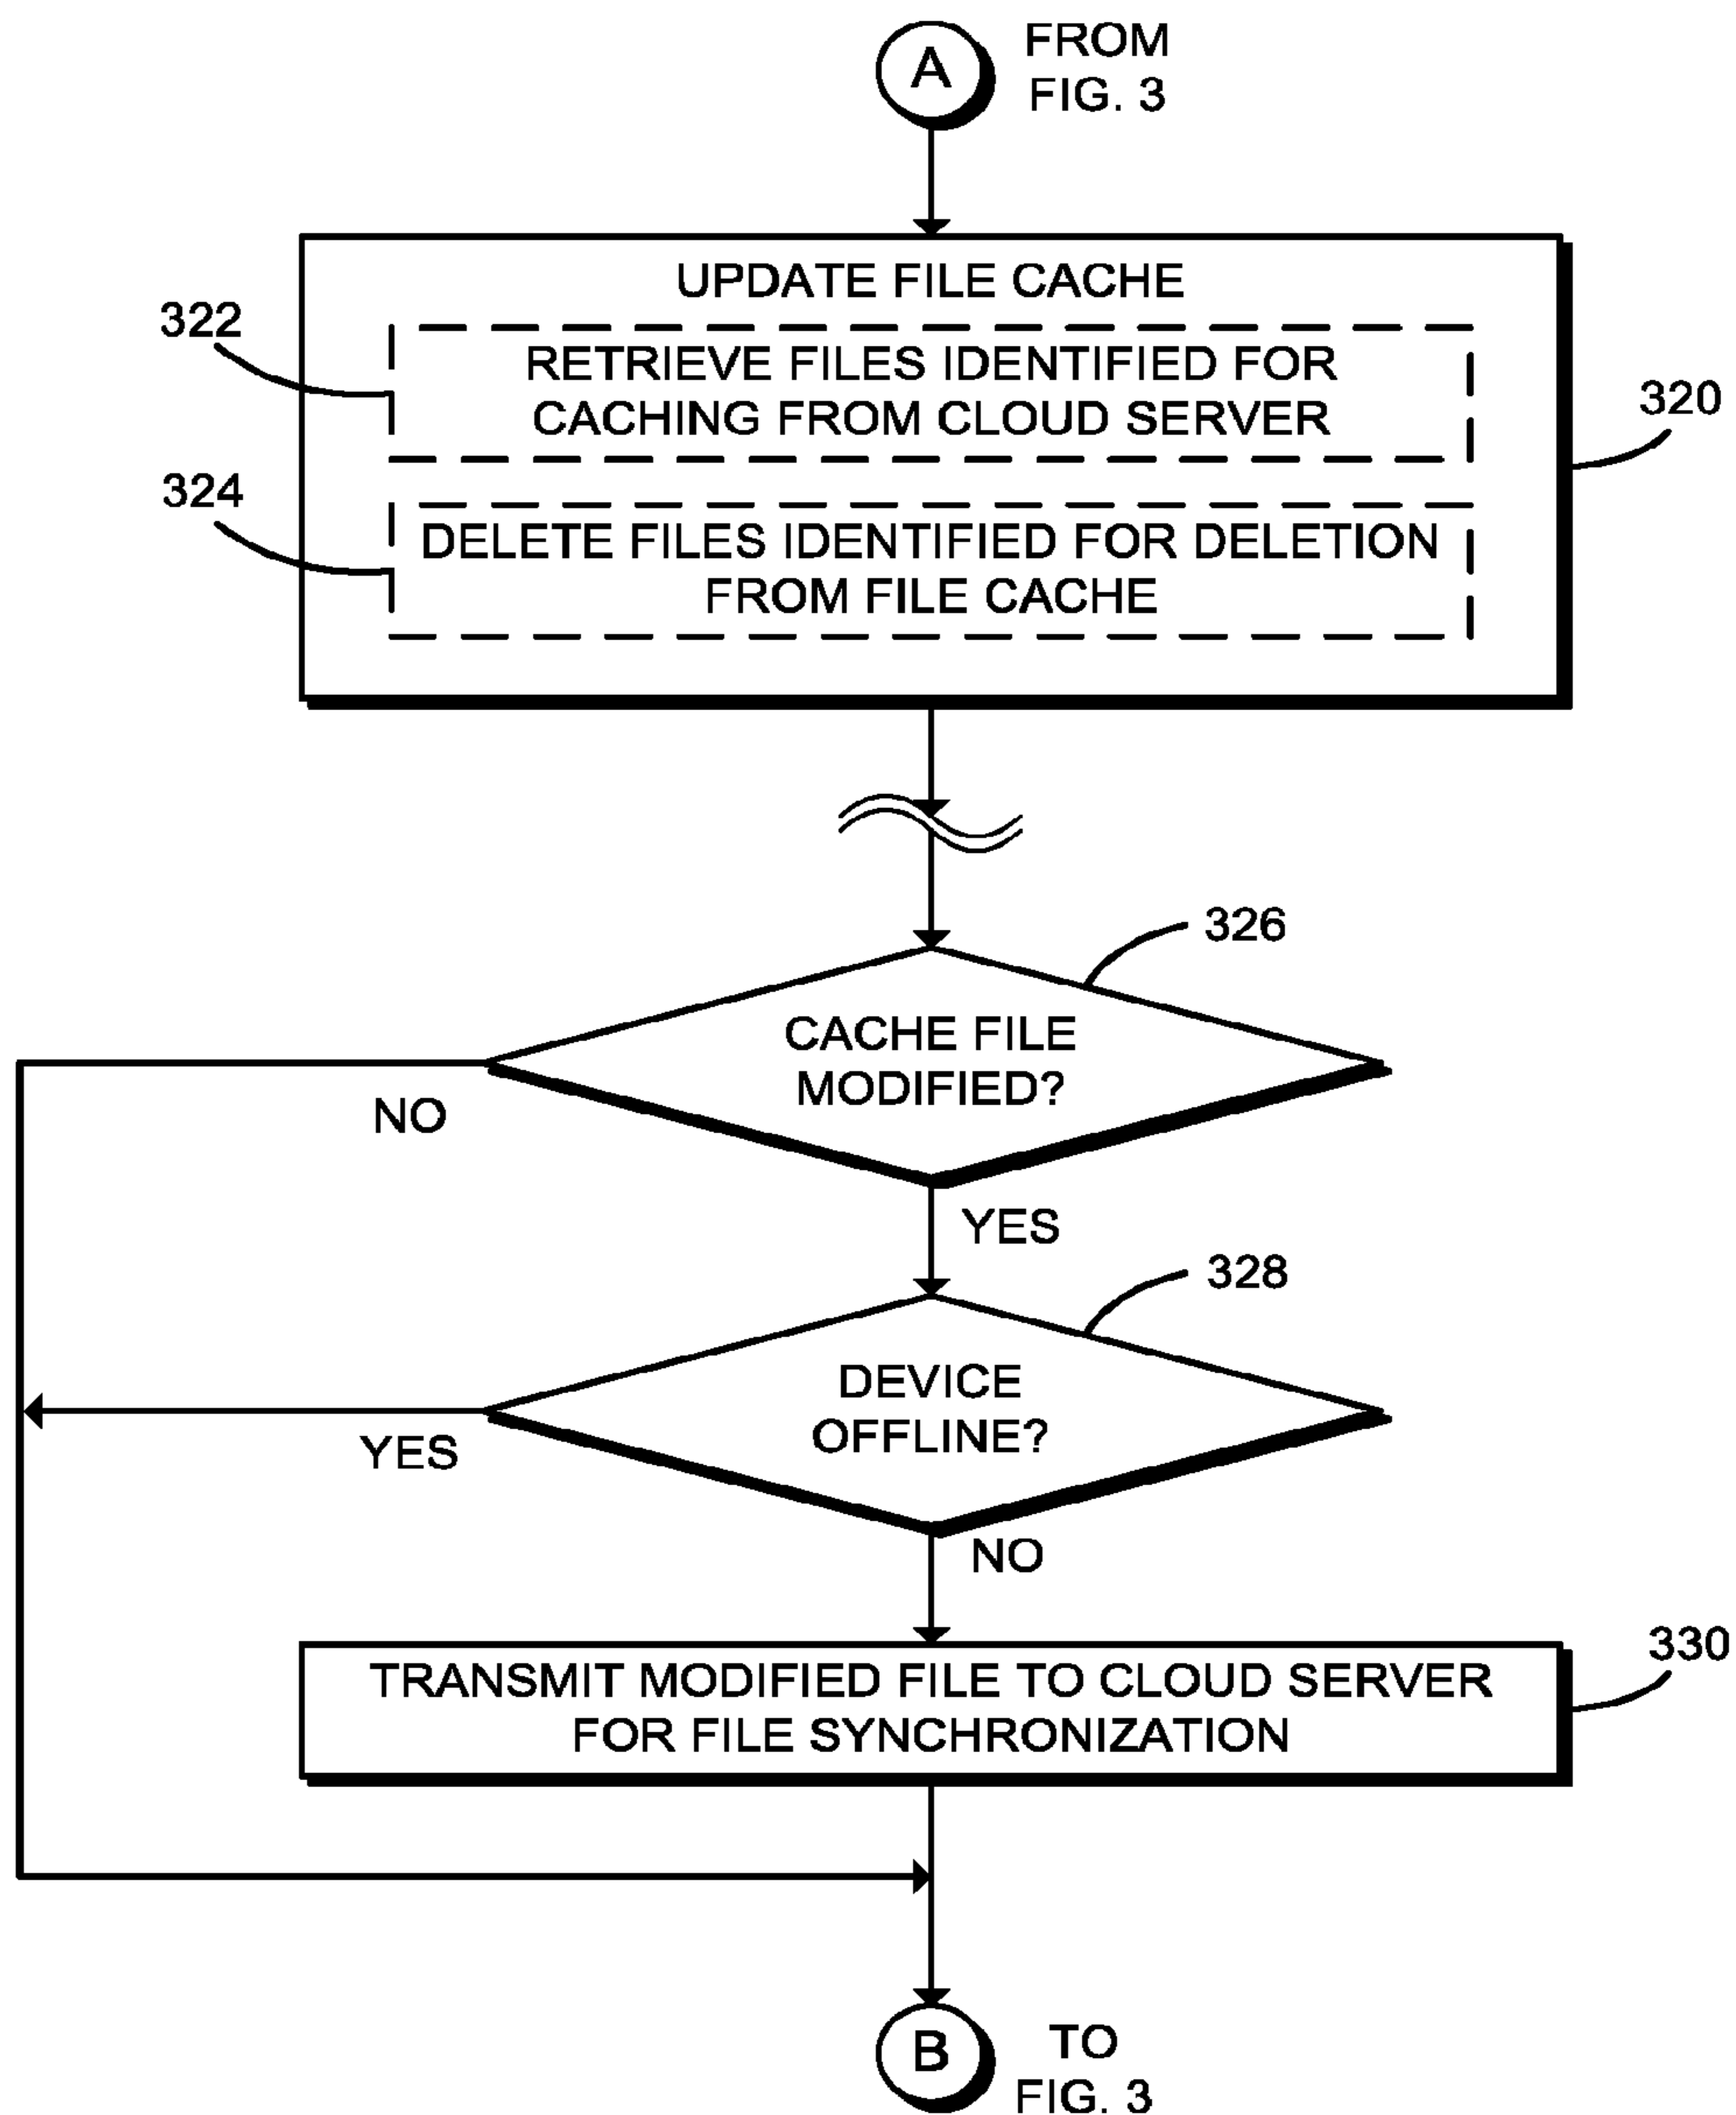 A
FROM
FIG. 3
UPDATE FILE CACHE
322
RETRIEVE FILES IDENTIFIED FOR
CACHING FROM CLOUD SERVER
320
324
DELETE FILES IDENTIFIED FOR DELETION
FROM FILE CACHE
326
CACHE FILE
MODIFIED?
NO
YES
328
DEVICE
OFFLINE?
YES
NO
330
TRANSMIT MODIFIED FILE TO CLOUD SERVER
FOR FILE SYNCHRONIZATION
B
TO
FIG. 3